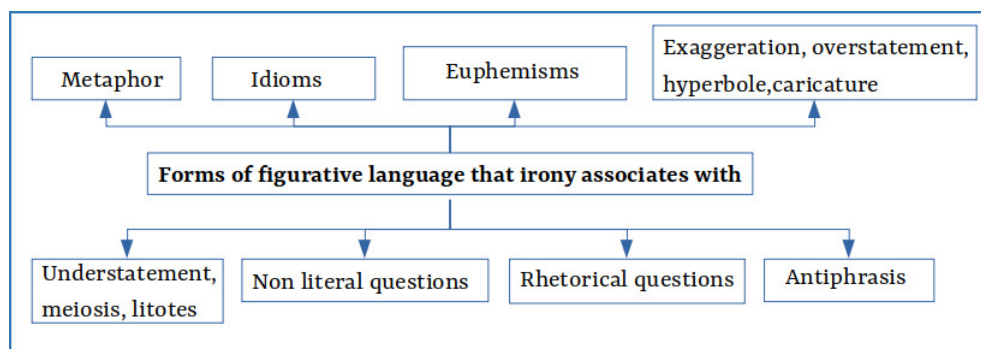 Metaphor
Idioms
Euphemisms
Exaggeration, overstatement,
hyperbole,caricature
Forms of figurative language that irony associates with
Understatement,
meiosis, litotes
Non literal questions
Rhetorical questions
Antiphrasis